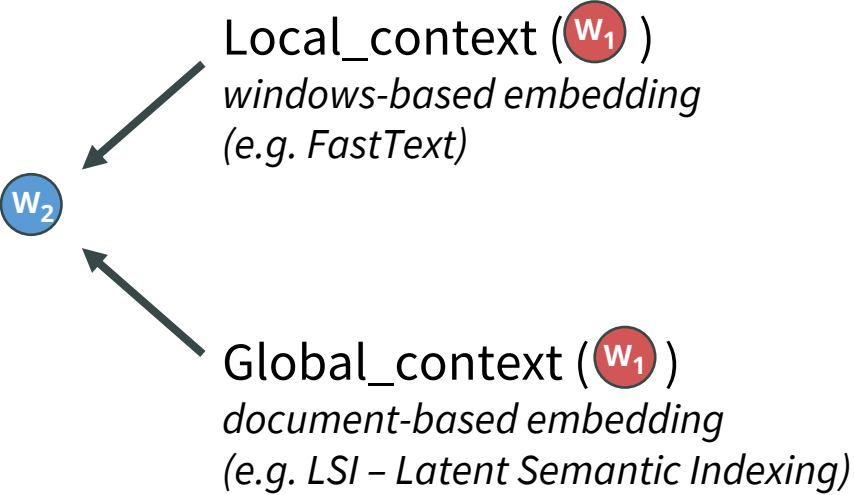 Local_context (W1 )
windows-based embedding
(e.g. FastText)
W2
Global_context (W1 )
document-based embedding
(e.g. LSI – Latent Semantic Indexing)